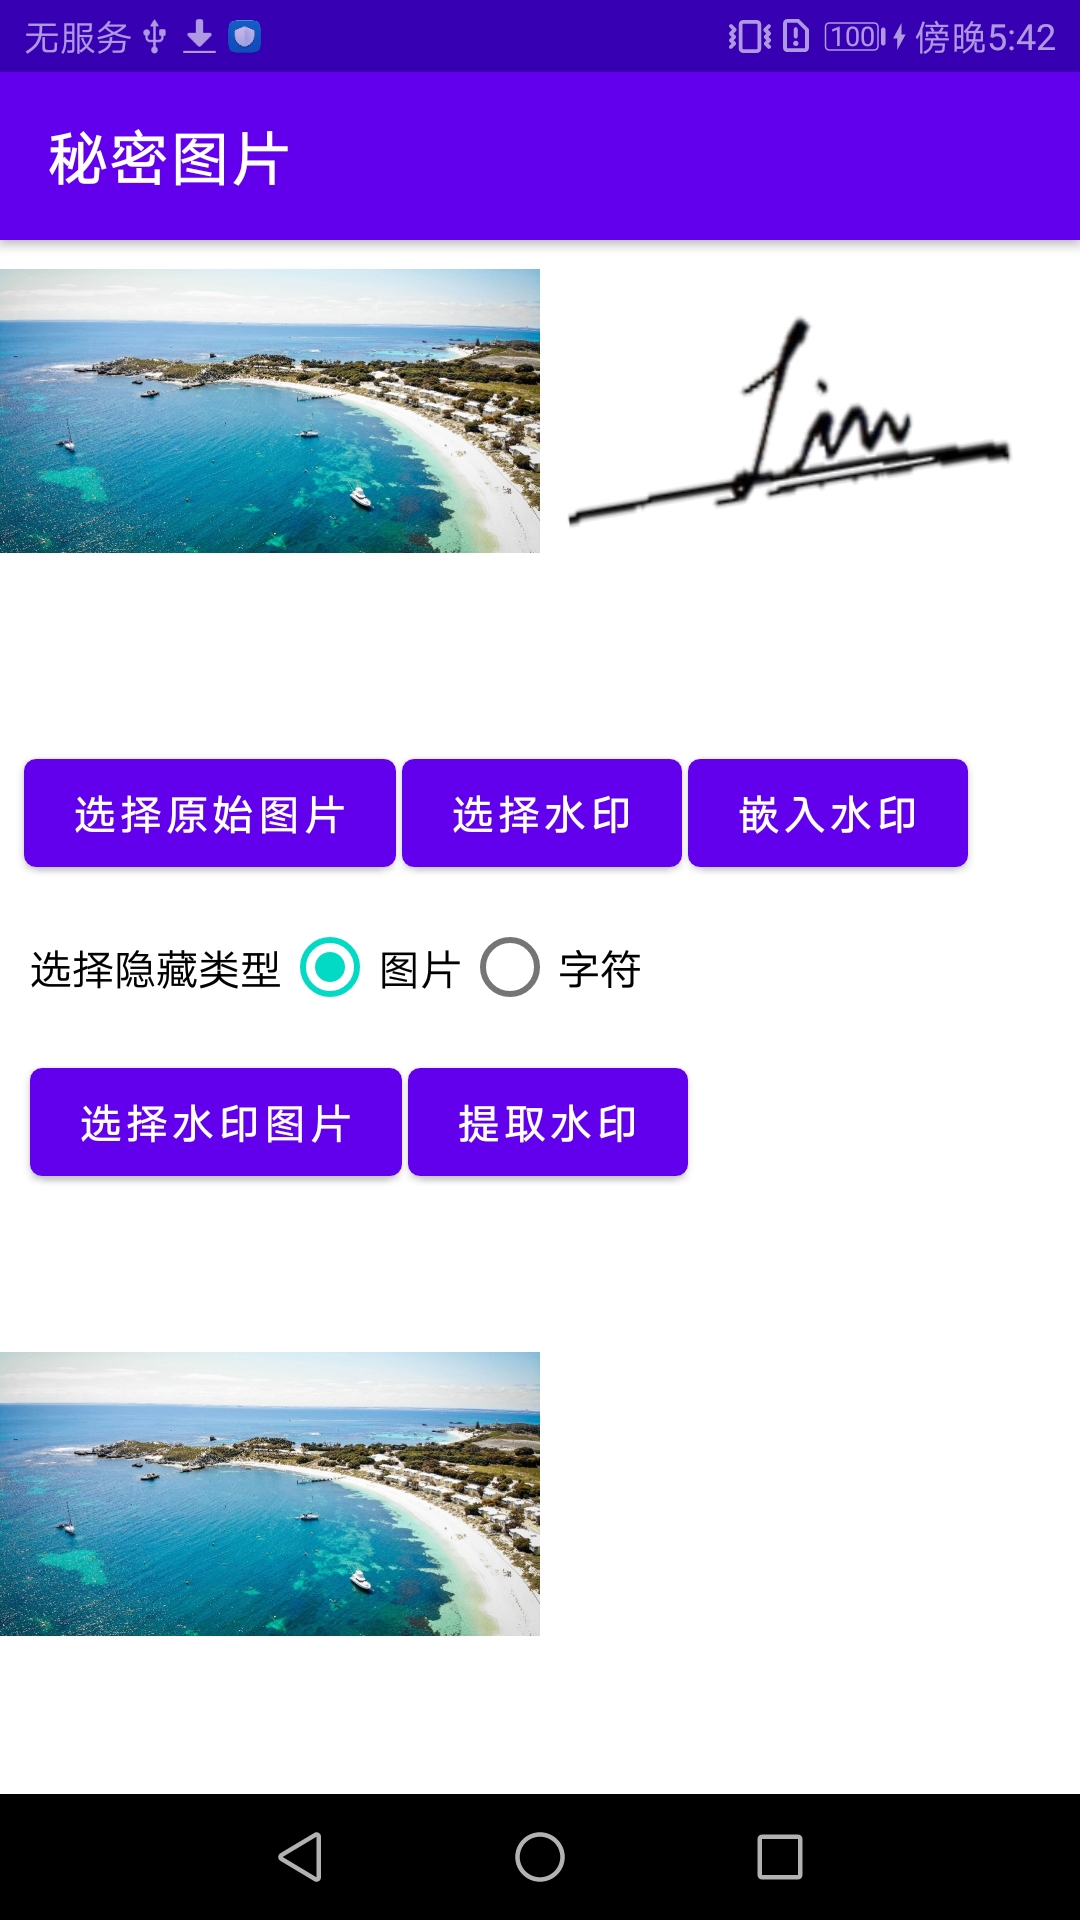 无服务 100 傍晚5:42
秘密图片
Lin
选择原始图片 选择水印 嵌入水印
选择隐藏类型 图片 字符
选择水印图片 提取水印